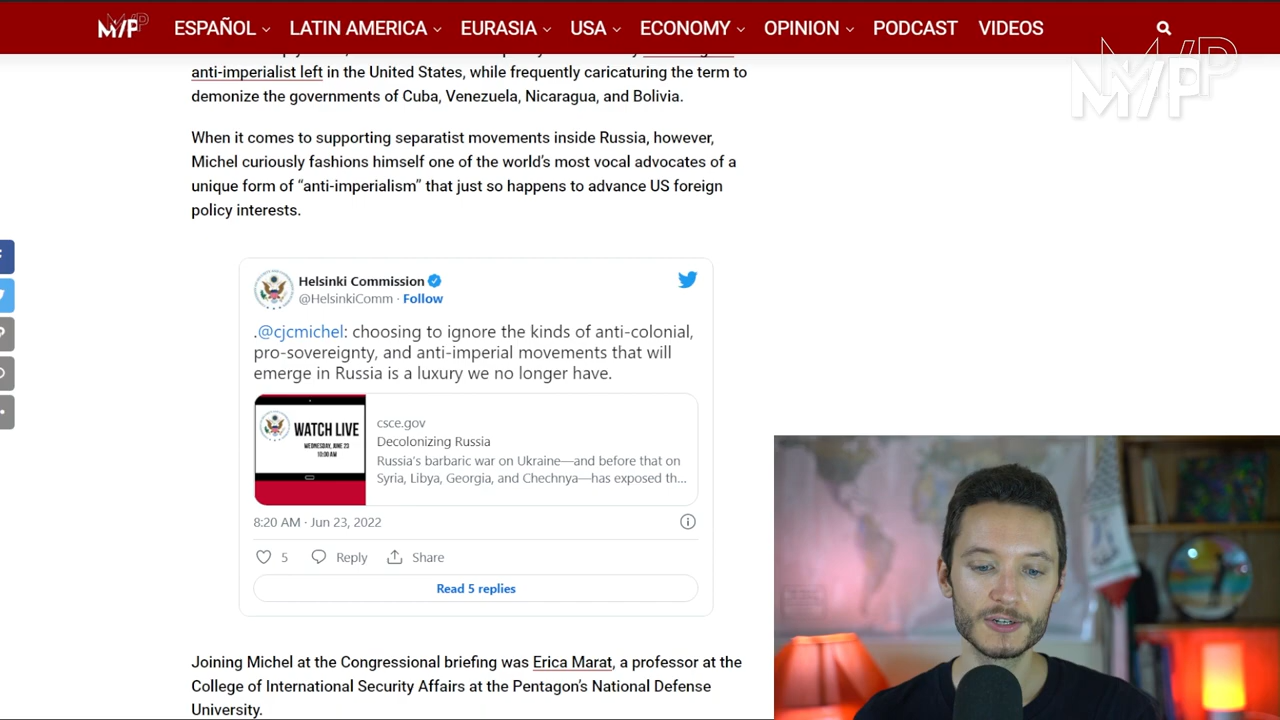 M/P ESPAÑOL LATIN AMERICA EURASIA USA ECONOMY OPINION PODCAST VIDEOS
M/P
anti-imperialist left in the United States, while frequently caricaturing the term to
demonize the governments of Cuba, Venezuela, Nicaragua, and Bolivia.
When it comes to supporting separatist movements inside Russia, however,
Michel curiously fashions himself one of the world’s most vocal advocates of a
unique form of “anti-imperialism” that just so happens to advance US foreign
policy interests.
Helsinki Commission
@HelsinkiComm · Follow
.@cjcmichel: choosing to ignore the kinds of anti-colonial,
pro-sovereignty, and anti-imperial movements that will
emerge in Russia is a luxury we no longer have.
WATCH LIVE
WEDNESDAY, JUNE 23
10:00 AM
csce.gov
Decolonizing Russia
Russia’s barbaric war on Ukraine—and before that on
Syria, Libya, Georgia, and Chechnya—has exposed th...
8:20 AM · Jun 23, 2022
5 Reply Share
Read 5 replies
Joining Michel at the Congressional briefing was Erica Marat, a professor at the
College of International Security Affairs at the Pentagon’s National Defense
University.